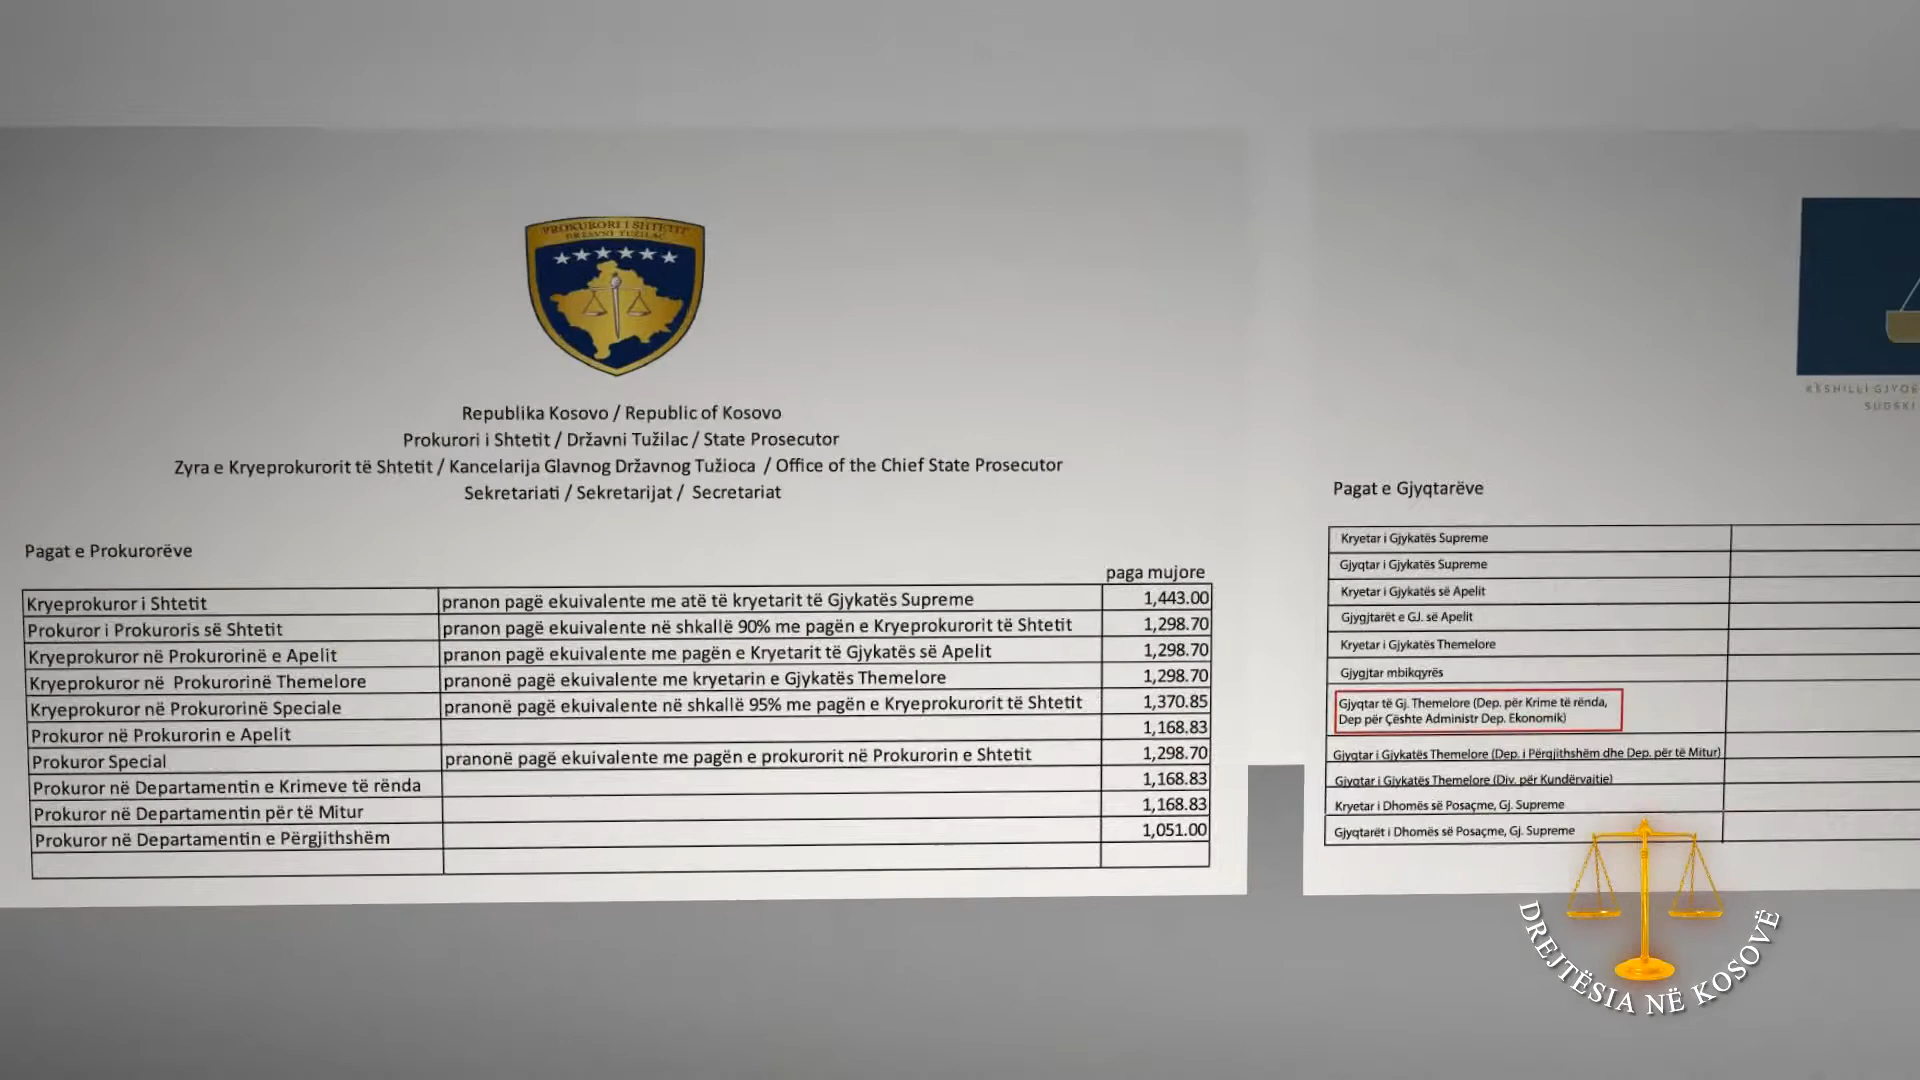 PROKURORI I SHTETIT
DRŽAVNI TUŽILAC
Republika Kosovo / Republic of Kosovo
Prokurori i Shtetit / Državni Tužilac / State Prosecutor
Zyra e Kryeprokurorit të Shtetit / Kancelarija Glavnog Državnog Tužioca / Office of the Chief State Prosecutor
Sekretariati / Sekretarijat / Secretariat
Pagat e Prokurorëve
paga mujore
Kryeprokuror i Shtetit pranon pagë ekuivalente me atë të kryetarit të Gjykatës Supreme 1,443.00
Prokuror i Prokuroris së Shtetit pranon pagë ekuivalente në shkallë 90% me pagën e Kryeprokurorit të Shtetit 1,298.70
Kryeprokuror në Prokurorinë e Apelit pranon pagë ekuivalente me pagën e Kryetarit të Gjykatës së Apelit 1,298.70
Kryeprokuror në Prokurorinë Themelore pranonë pagë ekuivalente me kryetarin e Gjykatës Themelore 1,298.70
Kryeprokuror në Prokurorinë Speciale pranonë pagë ekuivalente në shkallë 95% me pagën e Kryeprokurorit të Shtetit 1,370.85
Prokuror në Prokurorin e Apelit 1,168.83
Prokuror Special pranonë pagë ekuivalente me pagën e prokurorit në Prokurorin e Shtetit 1,298.70
Prokuror në Departamentin e Krimeve të rënda 1,168.83
Prokuror në Departamentin për të Mitur 1,168.83
Prokuror në Departamentin e Përgjithshëm 1,051.00
KËSHILLI GJYQË
SUDSKI
Pagat e Gjyqtarëve
Kryetar i Gjykatës Supreme
Gjyqtar i Gjykatës Supreme
Kryetar i Gjykatës së Apelit
Gjygjtarët e GJ. së Apelit
Kryetar i Gjykatës Themelore
Gjygjtar mbikqyrës
Gjyqtar të Gj. Themelore (Dep. për Krime të rënda,
Dep për Çështe Administr Dep. Ekonomik)
Gjyqtar i Gjykatës Themelore (Dep. i Përgjithshëm dhe Dep. për të Mitur)
Gjyqtar i Gjykatës Themelore (Div. për Kundërvajtje)
Kryetar i Dhomës së Posaçme, Gj. Supreme
Gjyqtarët i Dhomës së Posaçme, Gj. Supreme
DREJTËSIA NË KOSOVË